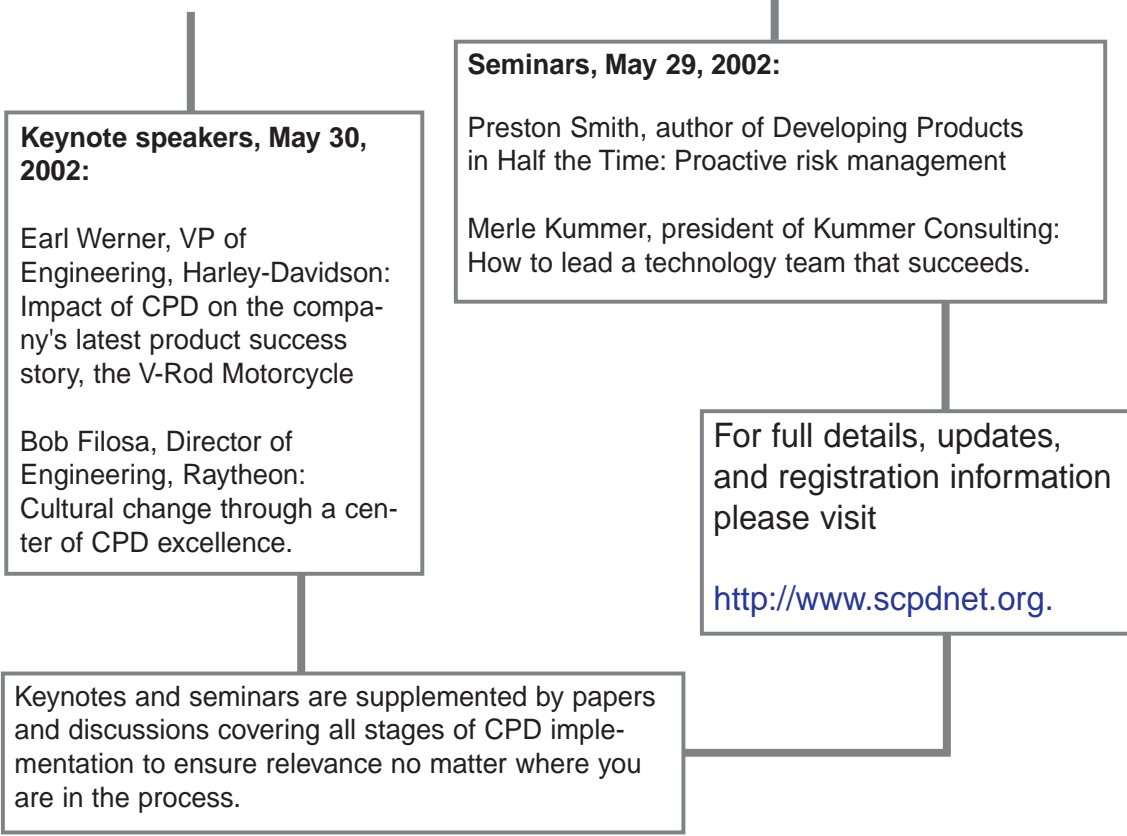 Keynote speakers, May 30,
2002:
Earl Werner, VP of
Engineering, Harley-Davidson:
Impact of CPD on the compa-
ny's latest product success
story, the V-Rod Motorcycle
Bob Filosa, Director of
Engineering, Raytheon:
Cultural change through a cen-
ter of CPD excellence.
Seminars, May 29, 2002:
Preston Smith, author of Developing Products
in Half the Time: Proactive risk management
Merle Kummer, president of Kummer Consulting:
How to lead a technology team that succeeds.
For full details, updates,
and registration information
please visit
http://www.scpdnet.org.
Keynotes and seminars are supplemented by papers
and discussions covering all stages of CPD imple-
mentation to ensure relevance no matter where you
are in the process.